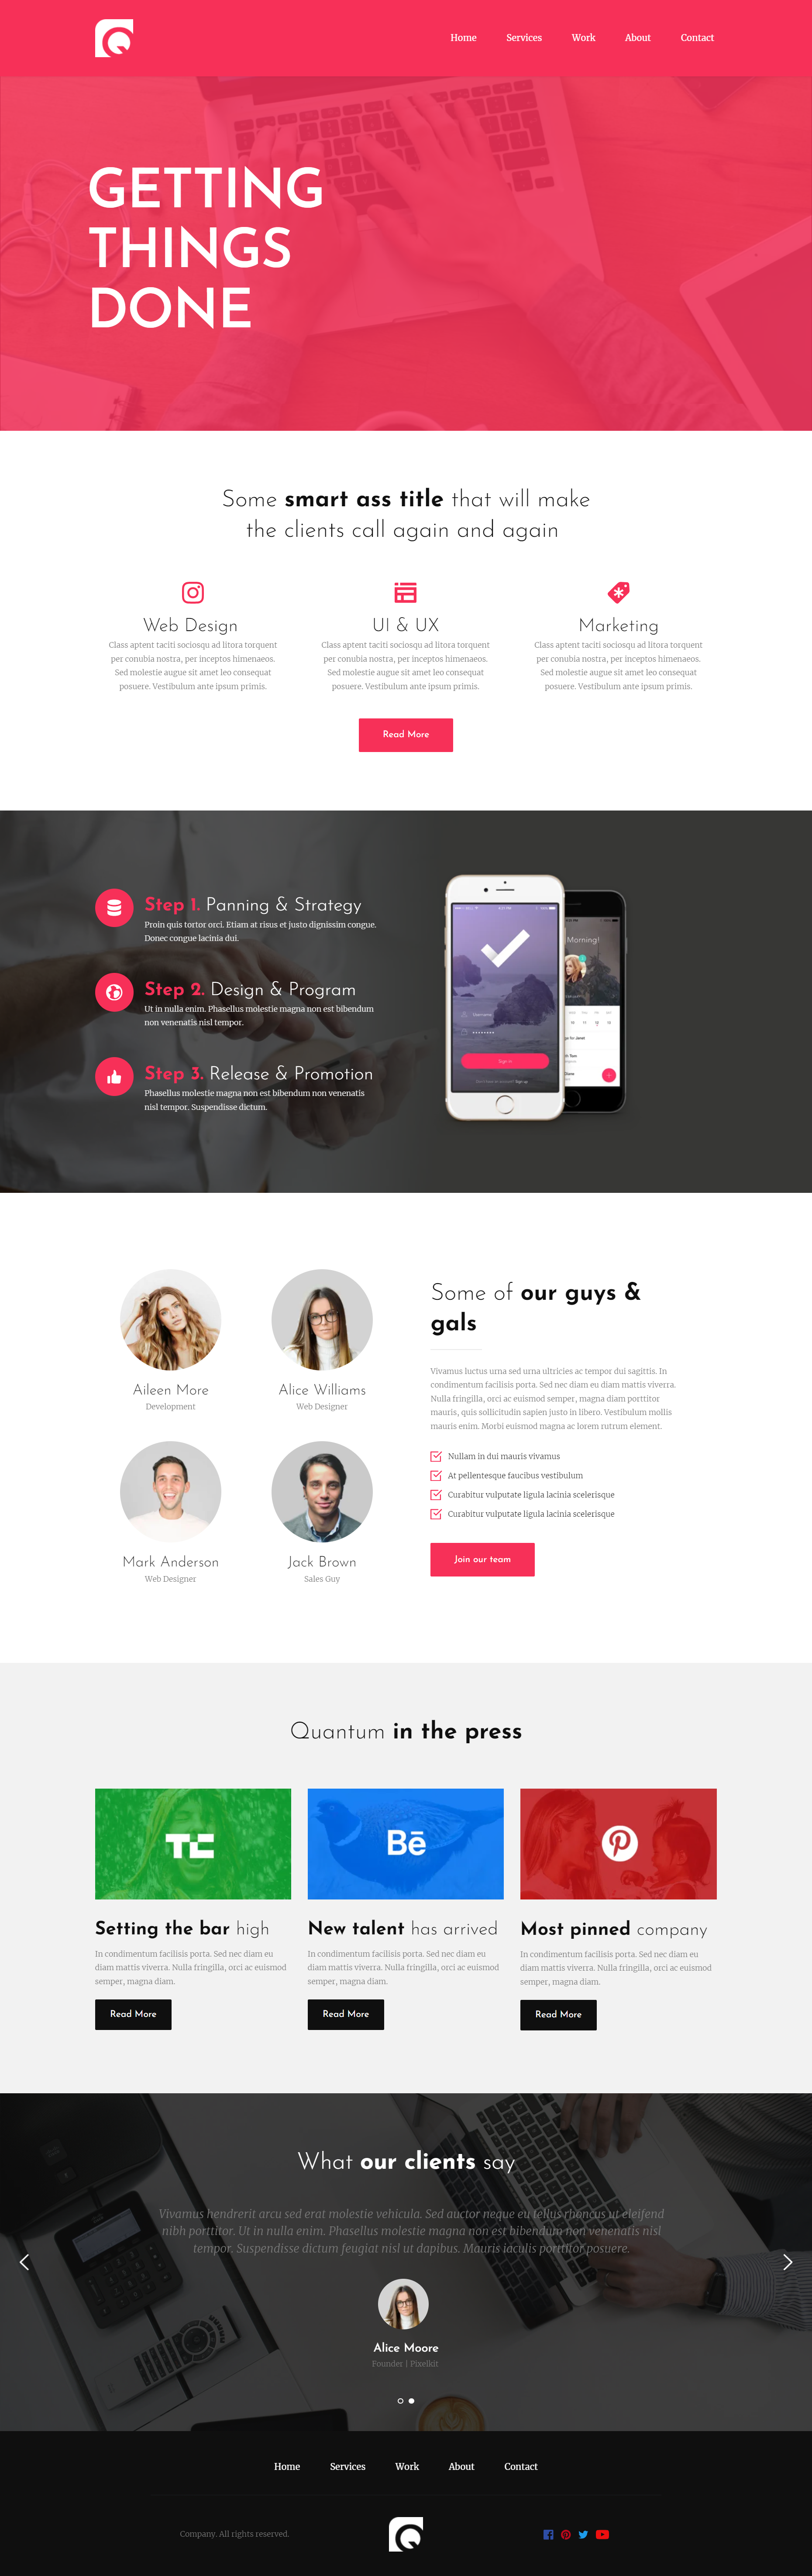 Home Services Work About Contact
GETTING
THINGS
DONE
Some smart ass title that will make
the clients call again and again
Web Design
Class aptent taciti sociosqu ad litora torquent
per conubia nostra, per inceptos himenaeos.
Sed molestie augue sit amet leo consequat
posuere. Vestibulum ante ipsum primis.
UI & UX
Class aptent taciti sociosqu ad litora torquent
per conubia nostra, per inceptos himenaeos.
Sed molestie augue sit amet leo consequat
posuere. Vestibulum ante ipsum primis.
Marketing
Class aptent taciti sociosqu ad litora torquent
per conubia nostra, per inceptos himenaeos.
Sed molestie augue sit amet leo consequat
posuere. Vestibulum ante ipsum primis.
Read More
Step 1. Panning & Strategy
Proin quis tortor orci. Etiam at risus et justo dignissim congue.
Donec congue lacinia dui.
Step 2. Design & Program
Ut in nulla enim. Phasellus molestie magna non est bibendum
non venenatis nisl tempor.
Step 3. Release & Promotion
Phasellus molestie magna non est bibendum non venenatis
nisl tempor. Suspendisse dictum.
Username
Sign in
Morning!
Aileen More
Development
Alice Williams
Web Designer
Mark Anderson
Web Designer
Jack Brown
Sales Guy
Some of our guys &
gals
Vivamus luctus urna sed urna ultricies ac tempor dui sagittis. In
condimentum facilisis porta. Sed nec diam eu diam mattis viverra.
Nulla fringilla, orci ac euismod semper, magna diam porttitor
mauris, quis sollicitudin sapien justo in libero. Vestibulum mollis
mauris enim. Morbi euismod magna ac lorem rutrum element.
Nullam in dui mauris vivamus
At pellentesque faucibus vestibulum
Curabitur vulputate ligula lacinia scelerisque
Curabitur vulputate ligula lacinia scelerisque
Join our team
Quantum in the press
TC
Setting the bar high
In condimentum facilisis porta. Sed nec diam eu
diam mattis viverra. Nulla fringilla, orci ac euismod
semper, magna diam.
Read More
Bē
New talent has arrived
In condimentum facilisis porta. Sed nec diam eu
diam mattis viverra. Nulla fringilla, orci ac euismod
semper, magna diam.
Read More
Most pinned company
In condimentum facilisis porta. Sed nec diam eu
diam mattis viverra. Nulla fringilla, orci ac euismod
semper, magna diam.
Read More
What our clients say
Vivamus hendrerit arcu sed erat molestie vehicula. Sed auctor neque eu tellus rhoncus ut eleifend
nibh porttitor. Ut in nulla enim. Phasellus molestie magna non est bibendum non venenatis nisl
tempor. Suspendisse dictum feugiat nisl ut dapibus. Mauris iaculis porttitor posuere.
Alice Moore
Founder | Pixelkit
Home Services Work About Contact
Company. All rights reserved.